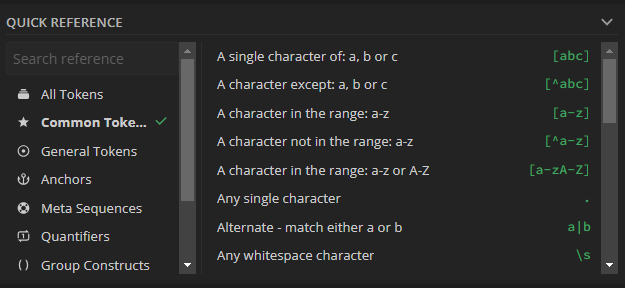 QUICK REFERENCE
Search reference
All Tokens
Common Toke...
General Tokens
Anchors
Meta Sequences
Quantifiers
Group Constructs
A single character of: a, b or c [abc]
A character except: a, b or c [^abc]
A character in the range: a-z [a-z]
A character not in the range: a-z [^a-z]
A character in the range: a-z or A-Z [a-zA-Z]
Any single character .
Alternate - match either a or b a|b
Any whitespace character \s